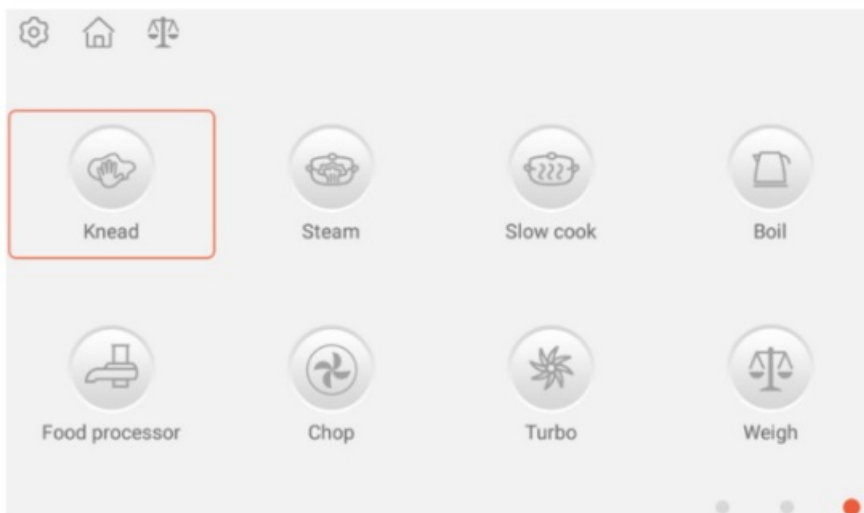 Knead
Steam
Slow cook
Boil
Food processor
Chop
Turbo
Weigh